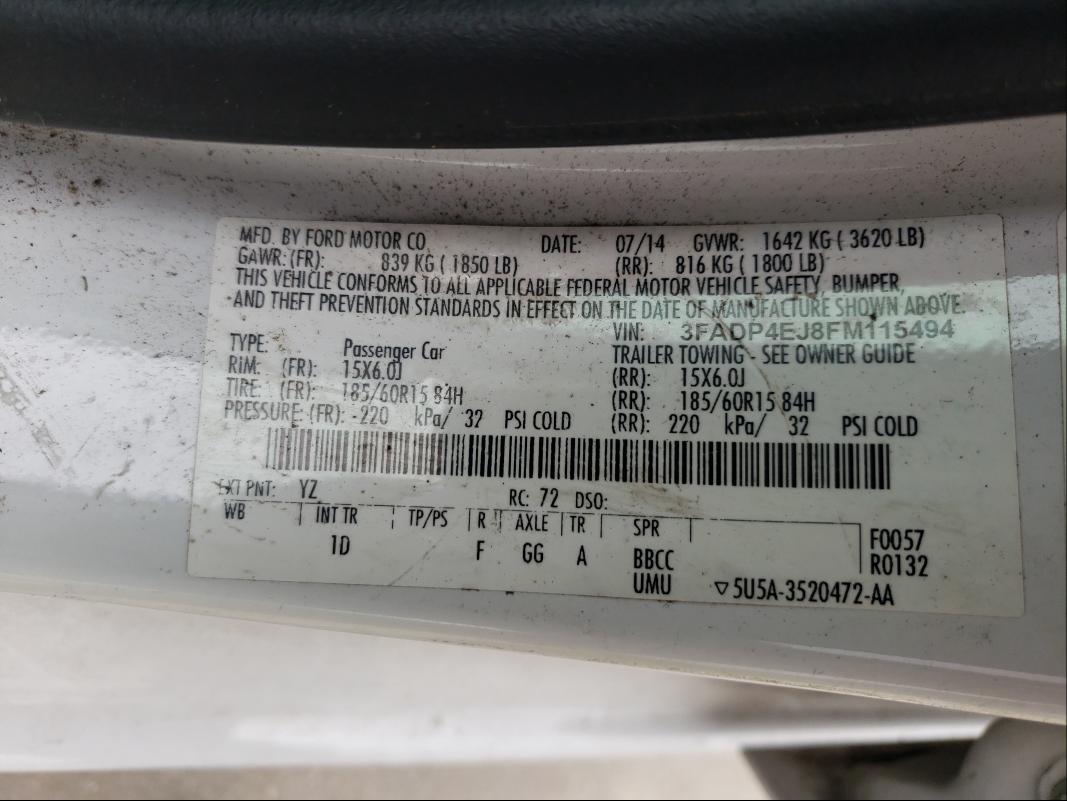 MFD. BY FORD MOTOR CO. DATE: 07/14 GVWR: 1642 KG ( 3620 LB)
GAWR: (FR): 839 KG ( 1850 LB) (RR): 816 KG ( 1800 LB)
THIS VEHICLE CONFORMS TO ALL APPLICABLE FEDERAL MOTOR VEHICLE SAFETY, BUMPER,
AND THEFT PREVENTION STANDARDS IN EFFECT ON THE DATE OF MANUFACTURE SHOWN ABOVE.
VIN: 3FADP4EJ8FM115494
TYPE: Passenger Car TRAILER TOWING - SEE OWNER GUIDE
RIM: (FR): 15X6.0J (RR): 15X6.0J
TIRE: (FR): 185/60R15 84H (RR): 185/60R15 84H
PRESSURE: (FR): 220 kPa/ 32 PSI COLD (RR): 220 kPa/ 32 PSI COLD
EXT PNT: YZ RC: 72 DSO:
WB INT TR TP/PS R AXLE TR SPR F0057
1D F GG A BBCC R0132
UMU ▽5U5A-3520472-AA